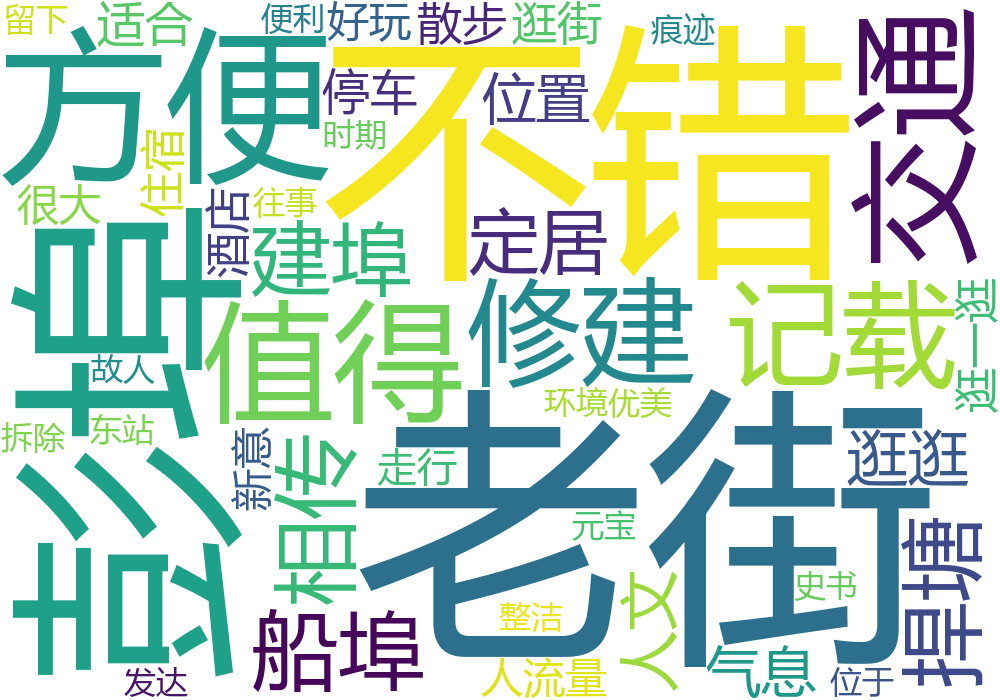 留下
适合
便利
好玩
散步
逛街
痕迹
交通
方便
不错
停车
位置
时期
住宿
很大
酒店
往事
彭埠
建埠
定居
值得
修建
记载
逛一逛
故人
环境优美
拆除
东站
新意
相传
走行
老街
逛逛
元宝
捍塘
史书
人文
整洁
船埠
气息
发达
人流量
位于